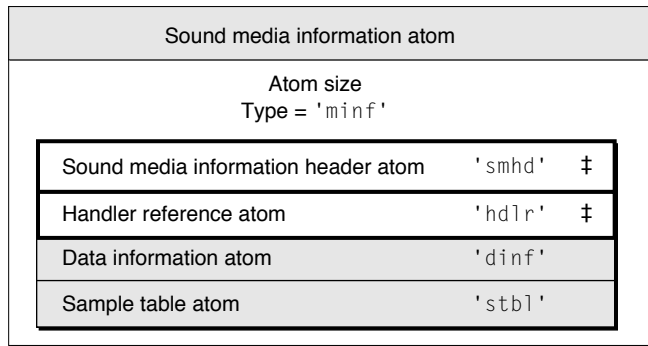 Sound media information atom
Atom size
Type = 'minf'
Sound media information header atom 'smhd' ‡
Handler reference atom 'hdlr' ‡
Data information atom 'dinf'
Sample table atom 'stbl'